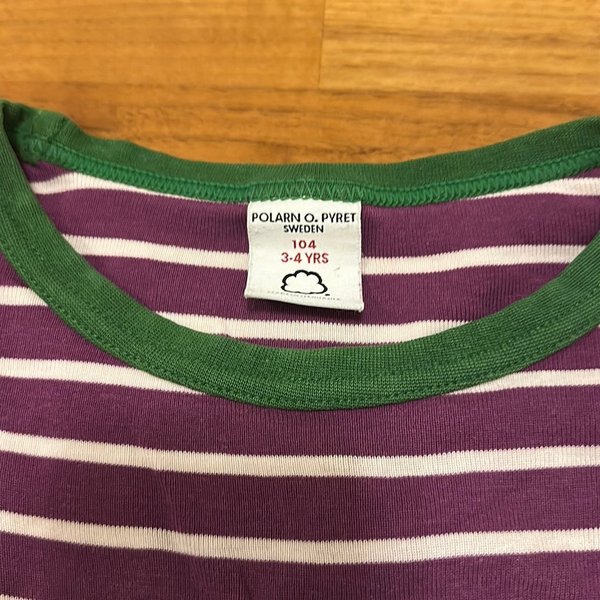 POLARN O. PYRET
SWEDEN
104
3-4 YRS